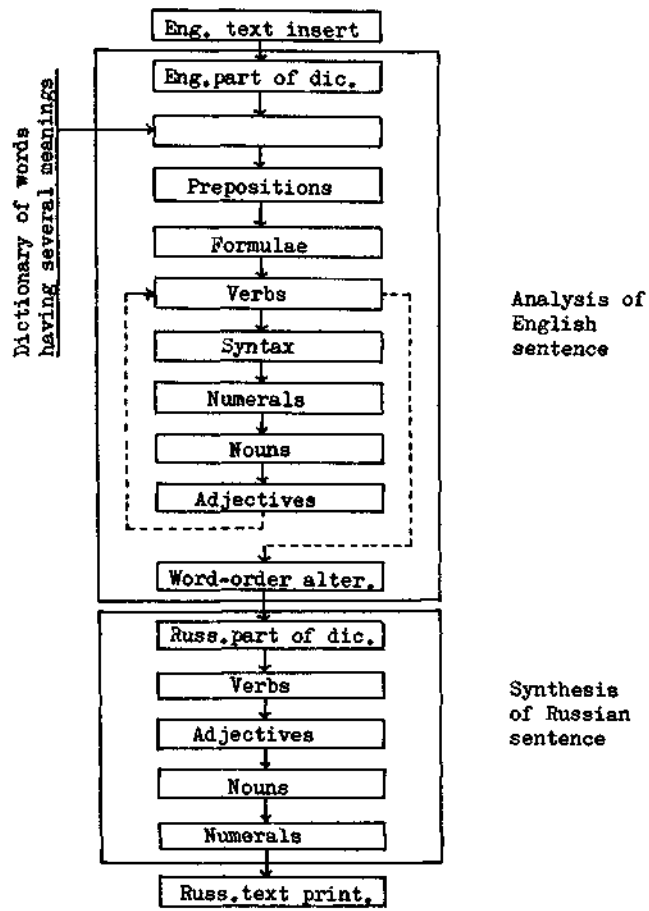 Eng. text insert
Eng.part of dic.
Dictionary of words
having several meanings
Prepositions
Formulae
Verbs
Syntax
Numerals
Nouns
Adjectives
Word-order alter.
Analysis of
English
sentence
Russ.part of dic.
Verbs
Adjectives
Nouns
Numerals
Synthesis
of Russian
sentence
Russ.text print.